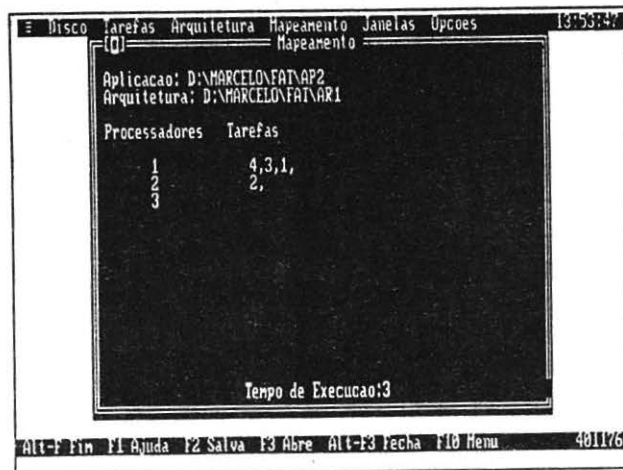 ≡ Disco Tarefas Arquitetura Mapeamento Janelas Opcoes 13:53:47
Mapeamento
Aplicacao: D:\MARCELO\FAT\AP2
Arquitetura: D:\MARCELO\FAT\AR1
Processadores Tarefas
1 4,3,1,
2 2,
3
Tempo de Execucao:3
Alt-F Fim F1 Ajuda F2 Salva F3 Abre Alt-F3 Fecha F10 Menu 401176